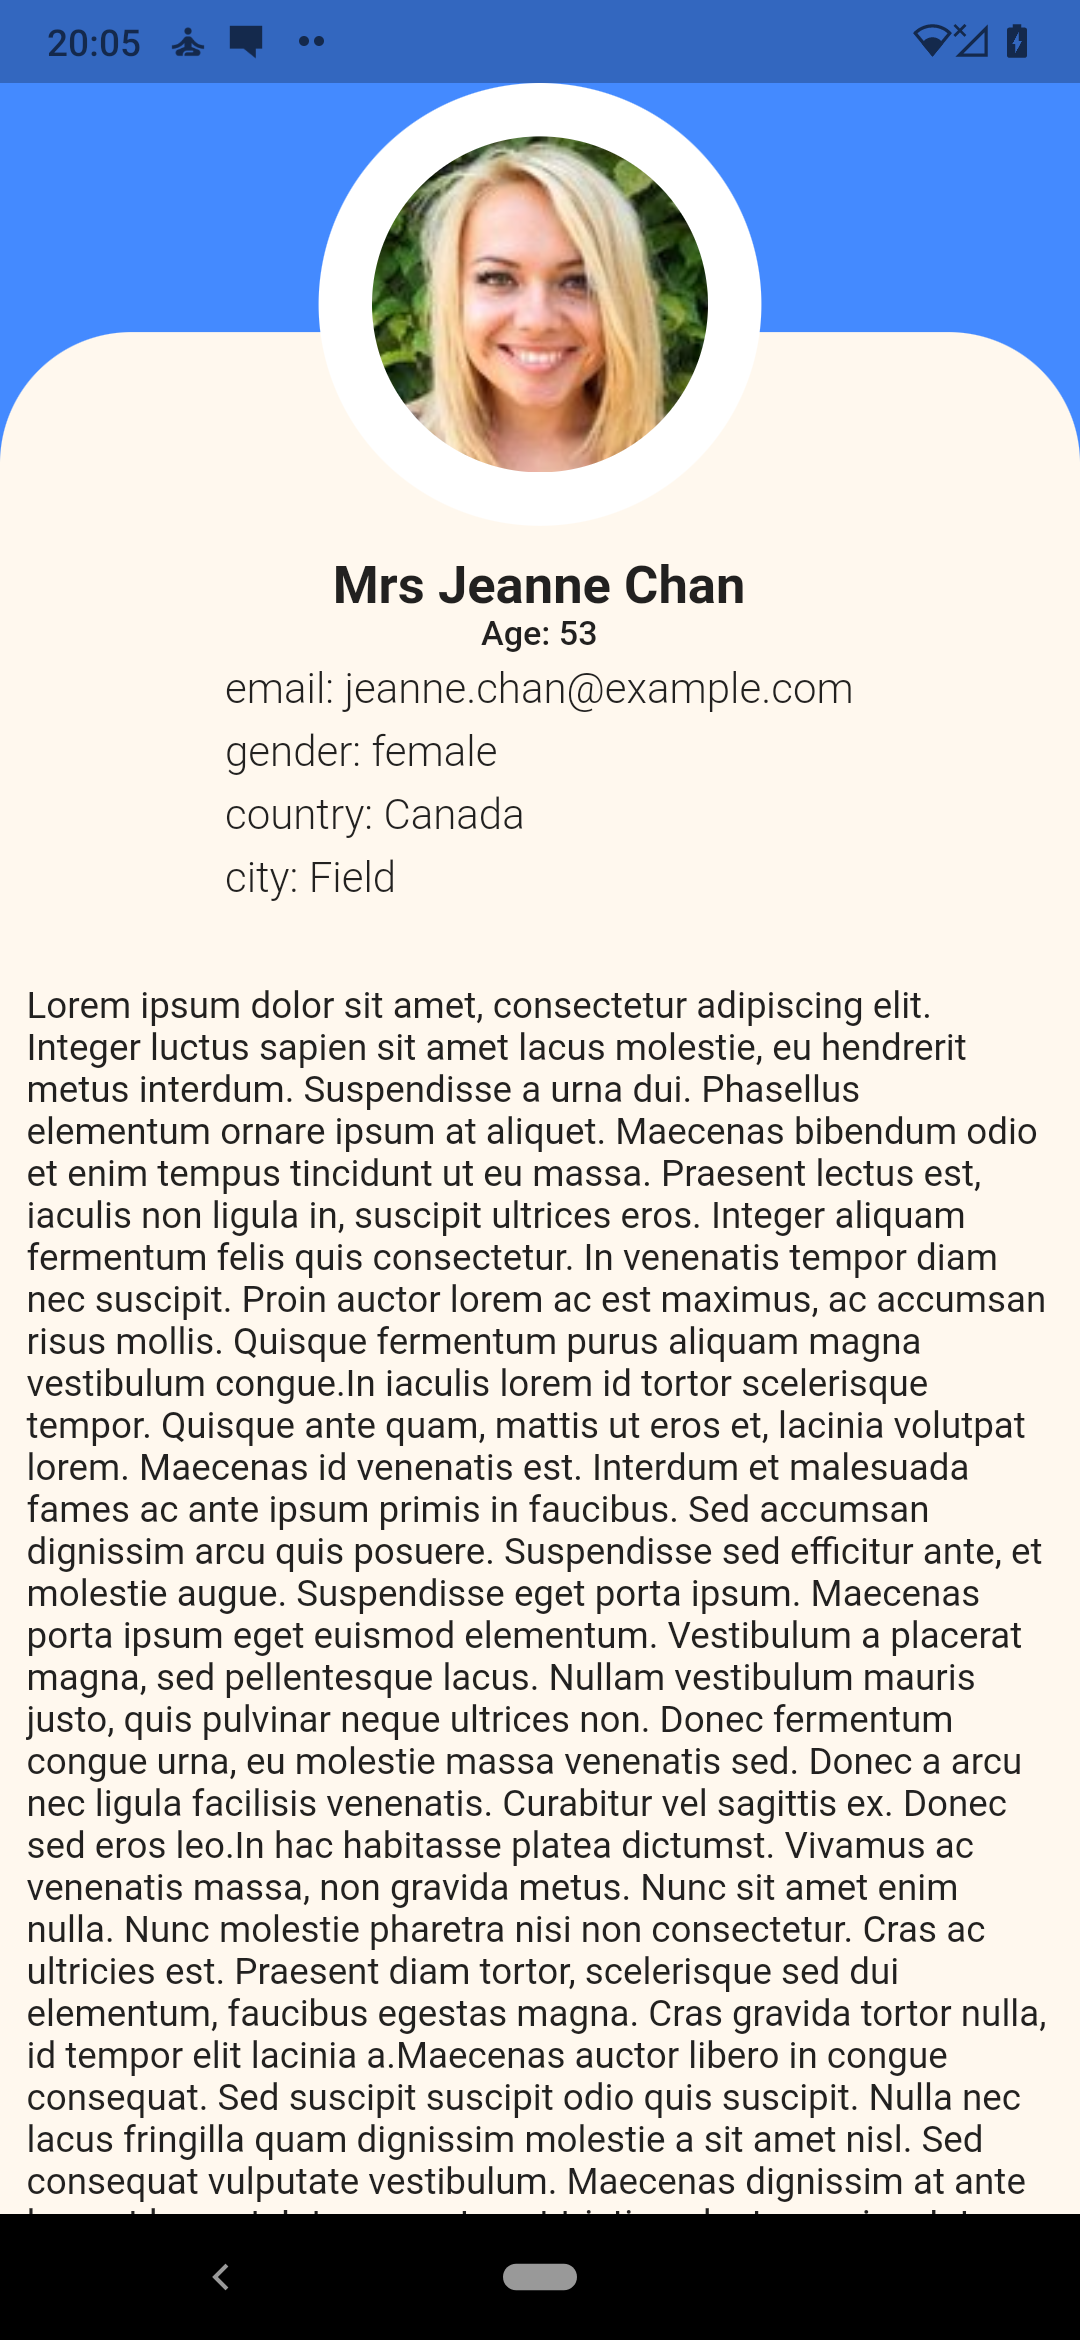 20:05
Mrs Jeanne Chan
Age: 53
email: jeanne.chan@example.com
gender: female
country: Canada
city: Field
Lorem ipsum dolor sit amet, consectetur adipiscing elit.
Integer luctus sapien sit amet lacus molestie, eu hendrerit
metus interdum. Suspendisse a urna dui. Phasellus
elementum ornare ipsum at aliquet. Maecenas bibendum odio
et enim tempus tincidunt ut eu massa. Praesent lectus est,
iaculis non ligula in, suscipit ultrices eros. Integer aliquam
fermentum felis quis consectetur. In venenatis tempor diam
nec suscipit. Proin auctor lorem ac est maximus, ac accumsan
risus mollis. Quisque fermentum purus aliquam magna
vestibulum congue.In iaculis lorem id tortor scelerisque
tempor. Quisque ante quam, mattis ut eros et, lacinia volutpat
lorem. Maecenas id venenatis est. Interdum et malesuada
fames ac ante ipsum primis in faucibus. Sed accumsan
dignissim arcu quis posuere. Suspendisse sed efficitur ante, et
molestie augue. Suspendisse eget porta ipsum. Maecenas
porta ipsum eget euismod elementum. Vestibulum a placerat
magna, sed pellentesque lacus. Nullam vestibulum mauris
justo, quis pulvinar neque ultrices non. Donec fermentum
congue urna, eu molestie massa venenatis sed. Donec a arcu
nec ligula facilisis venenatis. Curabitur vel sagittis ex. Donec
sed eros leo.In hac habitasse platea dictumst. Vivamus ac
venenatis massa, non gravida metus. Nunc sit amet enim
nulla. Nunc molestie pharetra nisi non consectetur. Cras ac
ultricies est. Praesent diam tortor, scelerisque sed dui
elementum, faucibus egestas magna. Cras gravida tortor nulla,
id tempor elit lacinia a.Maecenas auctor libero in congue
consequat. Sed suscipit suscipit odio quis suscipit. Nulla nec
lacus fringilla quam dignissim molestie a sit amet nisl. Sed
consequat vulputate vestibulum. Maecenas dignissim at ante